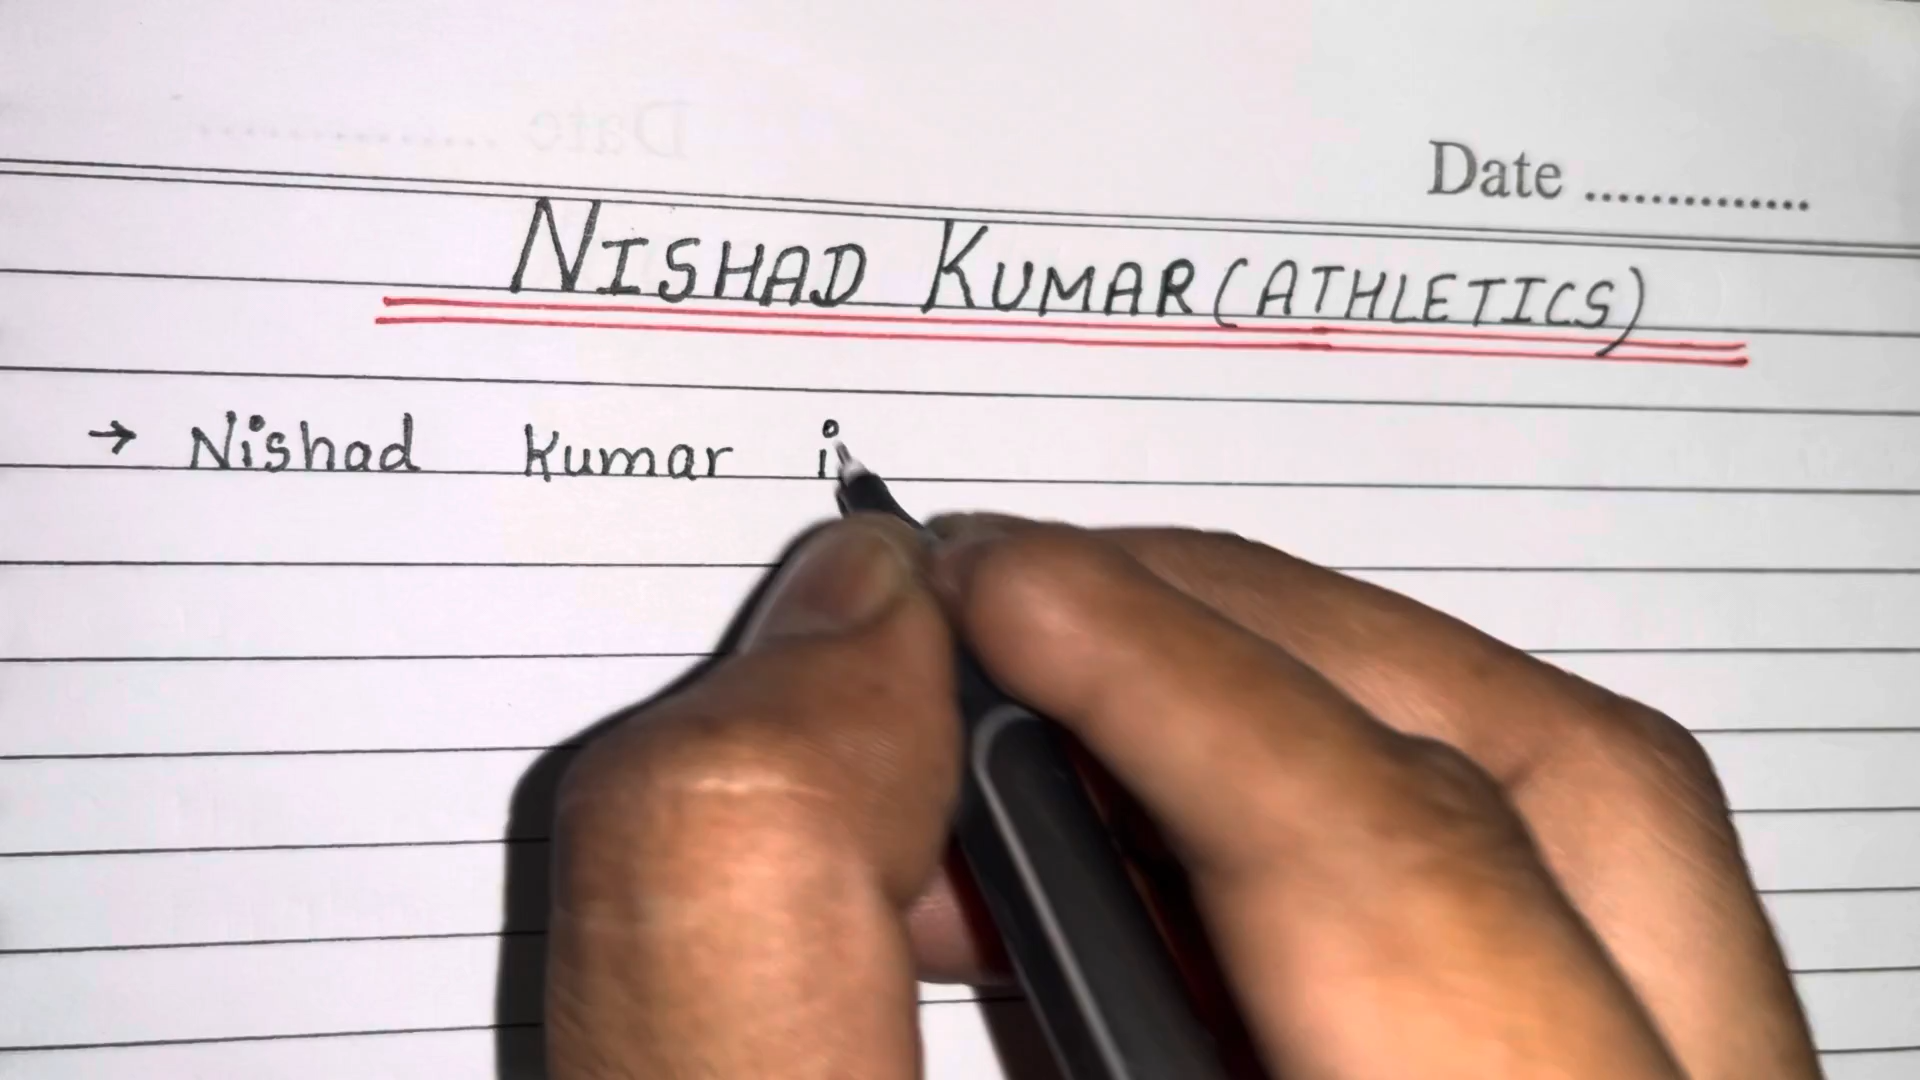 Date ..............
NISHAD KUMAR (ATHLETICS)
→ Nishad Kumar i